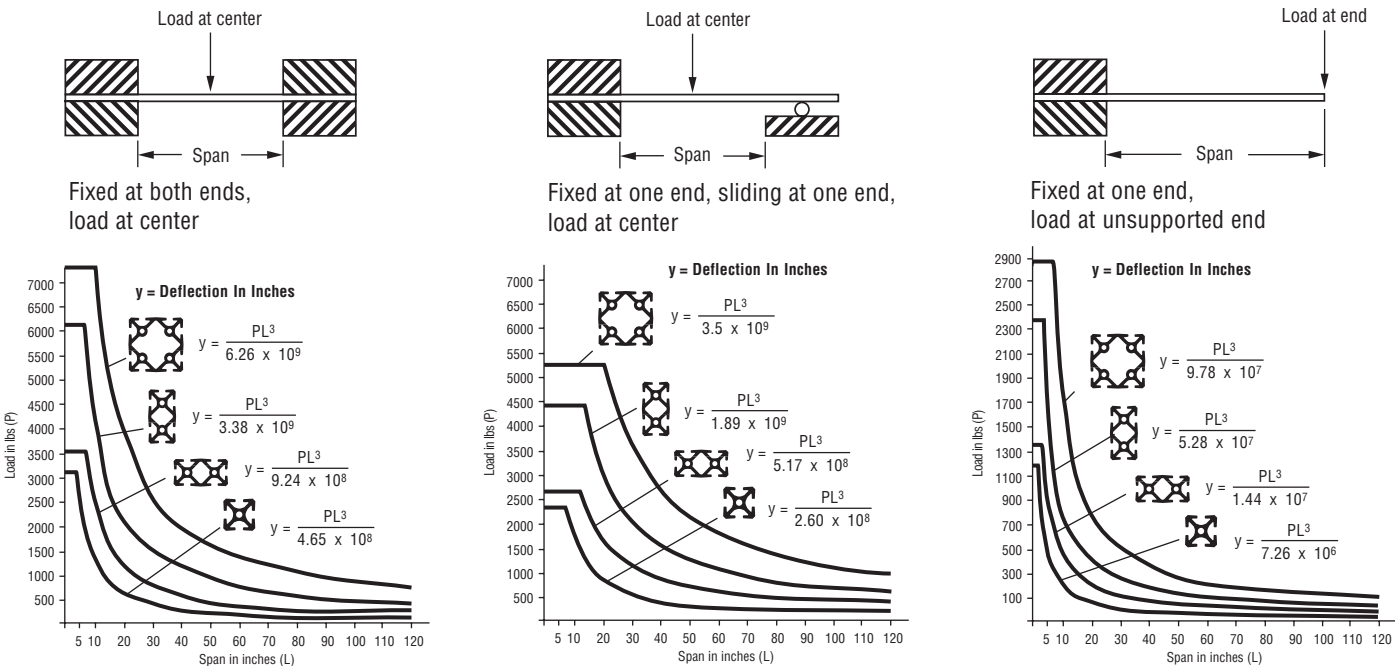 Load at center
Span
Fixed at both ends,
load at center
7000
6500
6000
5500
5000
4500
4000
3500
3000
2500
2000
1500
1000
500
Load in lbs (P)
y = Deflection In Inches
y = PL³ / 6.26 x 10⁹
y = PL³ / 3.38 x 10⁹
y = PL³ / 9.24 x 10⁸
y = PL³ / 4.65 x 10⁸
5 10 20 30 40 50 60 70 80 90 100 110 120
Span in inches (L)
Load at center
Span
Fixed at one end, sliding at one end,
load at center
7000
6500
6000
5500
5000
4500
4000
3500
3000
2500
2000
1500
1000
500
Load in lbs (P)
y = Deflection In Inches
y = PL³ / 3.5 x 10⁹
y = PL³ / 1.89 x 10⁹
y = PL³ / 5.17 x 10⁸
y = PL³ / 2.60 x 10⁸
5 10 20 30 40 50 60 70 80 90 100 110 120
Span in inches (L)
Load at end
Span
Fixed at one end,
load at unsupported end
2900
2700
2500
2300
2100
1900
1700
1500
1300
1100
900
700
500
300
100
Load in lbs (P)
y = Deflection In Inches
y = PL³ / 9.78 x 10⁷
y = PL³ / 5.28 x 10⁷
y = PL³ / 1.44 x 10⁷
y = PL³ / 7.26 x 10⁶
5 10 20 30 40 50 60 70 80 90 100 110 120
Span in inches (L)